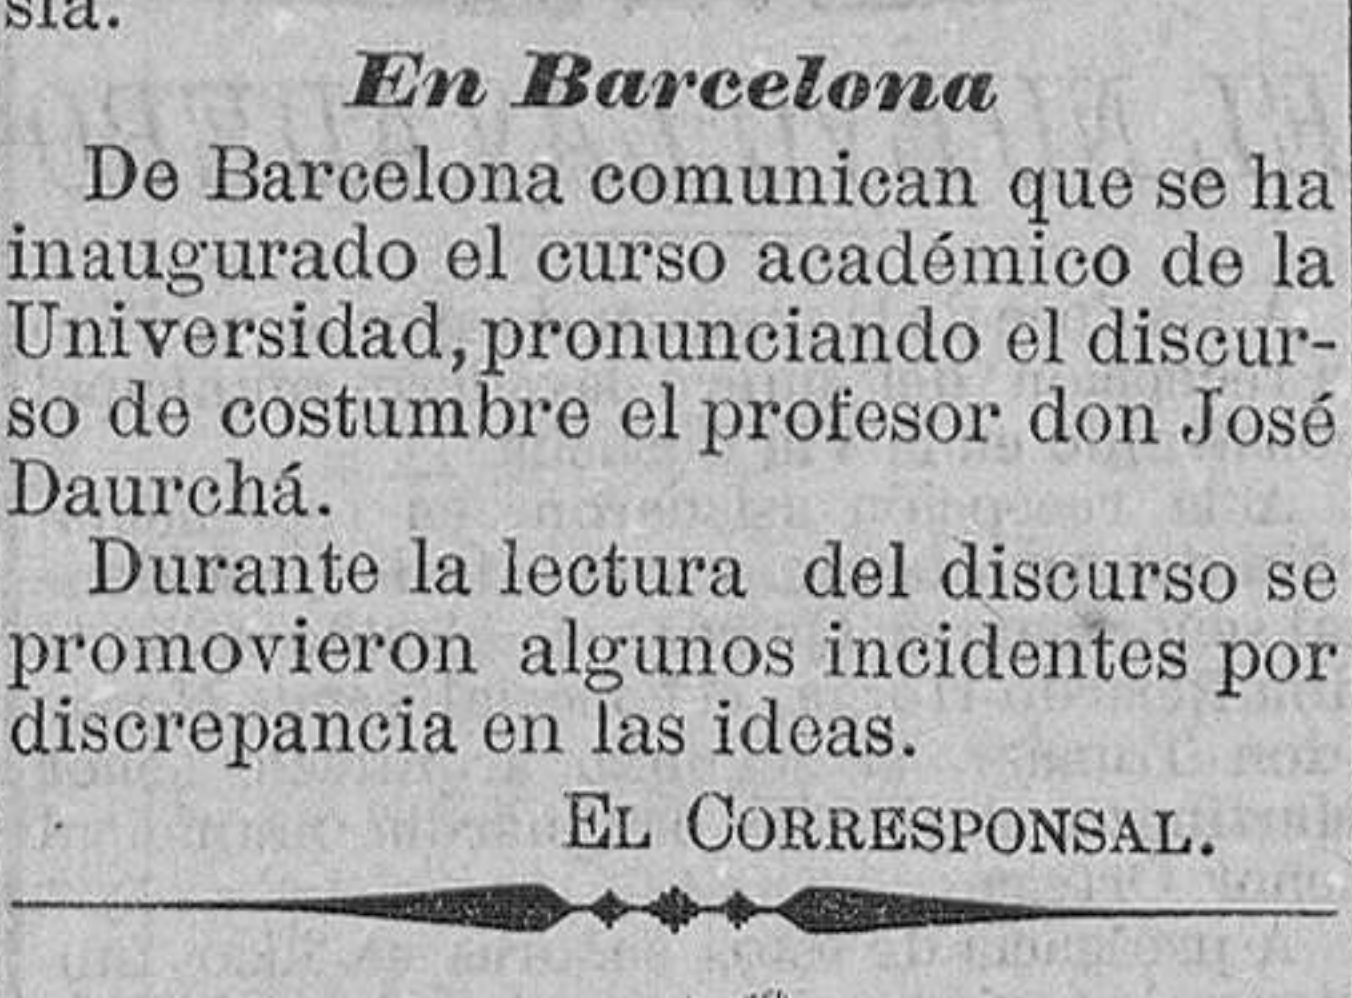 sia.
En Barcelona
De Barcelona comunican que se ha
inaugurado el curso académico de la
Universidad, pronunciando el discur-
so de costumbre el profesor don José
Daurchá.
Durante la lectura del discurso se
promovieron algunos incidentes por
discrepancia en las ideas.
EL CORRESPONSAL.